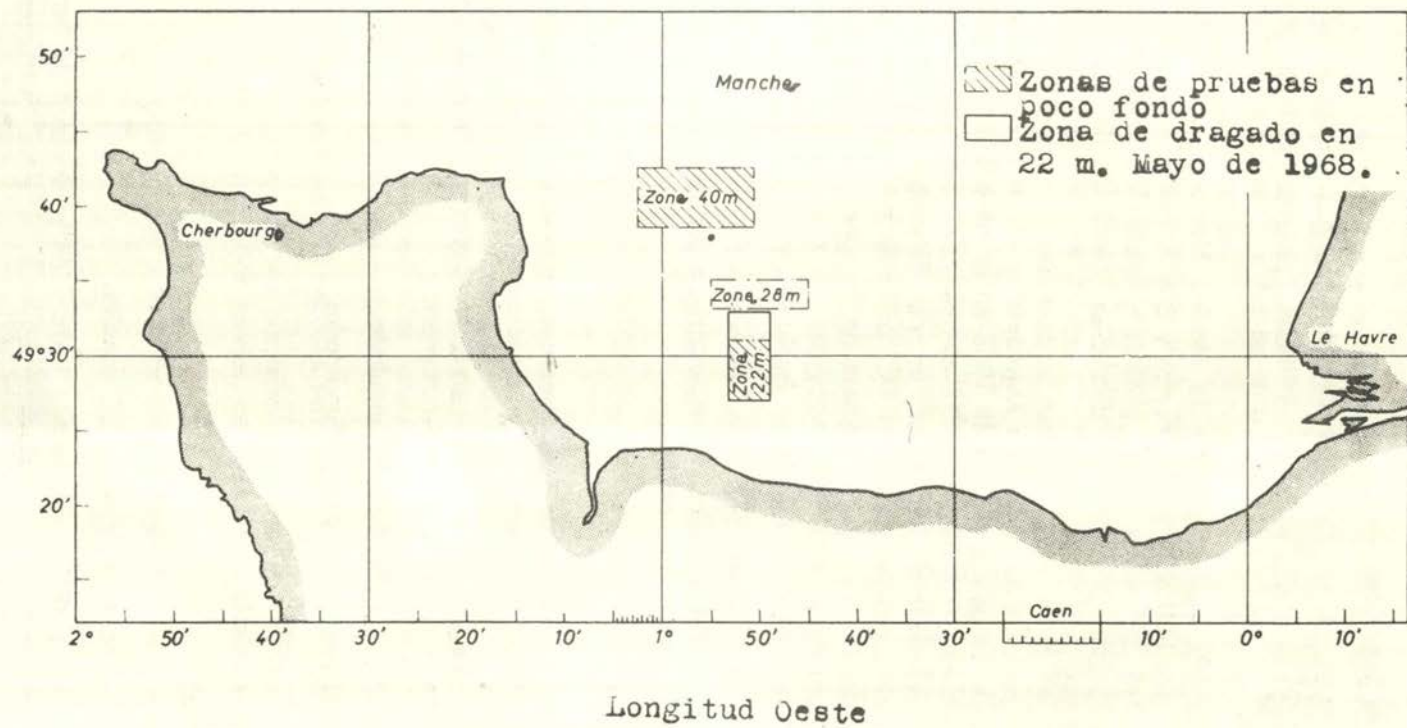 50'
Manche
Zonas de pruebas en
poco fondo
Zona de dragado en
22 m. Mayo de 1968.
40'
Zone 40m
Cherbourg
Zone 28m
49°30'
Zone
22m
Le Havre
20'
Caen
2° 50' 40' 30' 20' 10' 1° 50' 40' 30' 10' 0° 10'
Longitud Oeste